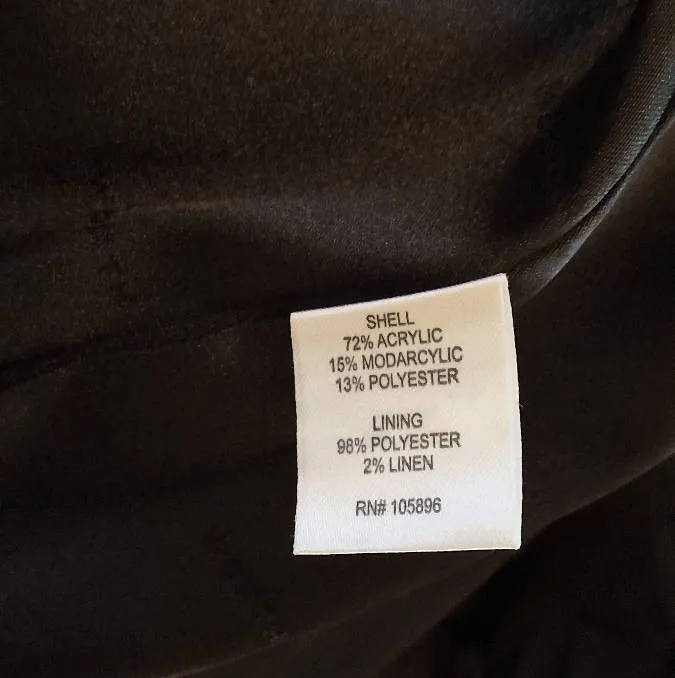 SHELL
72% ACRYLIC
15% MODARCYLIC
13% POLYESTER
LINING
98% POLYESTER
2% LINEN
RN# 105896